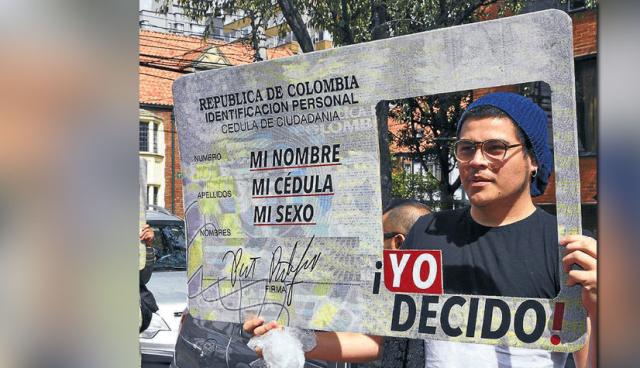 REPUBLICA DE COLOMBIA
IDENTIFICACION PERSONAL
CEDULA DE CIUDADANIA
NUMERO
MI NOMBRE
APELLIDOS
MI CÉDULA
MI SEXO
NOMBRES
FIRMA
¡YO
DECIDO!